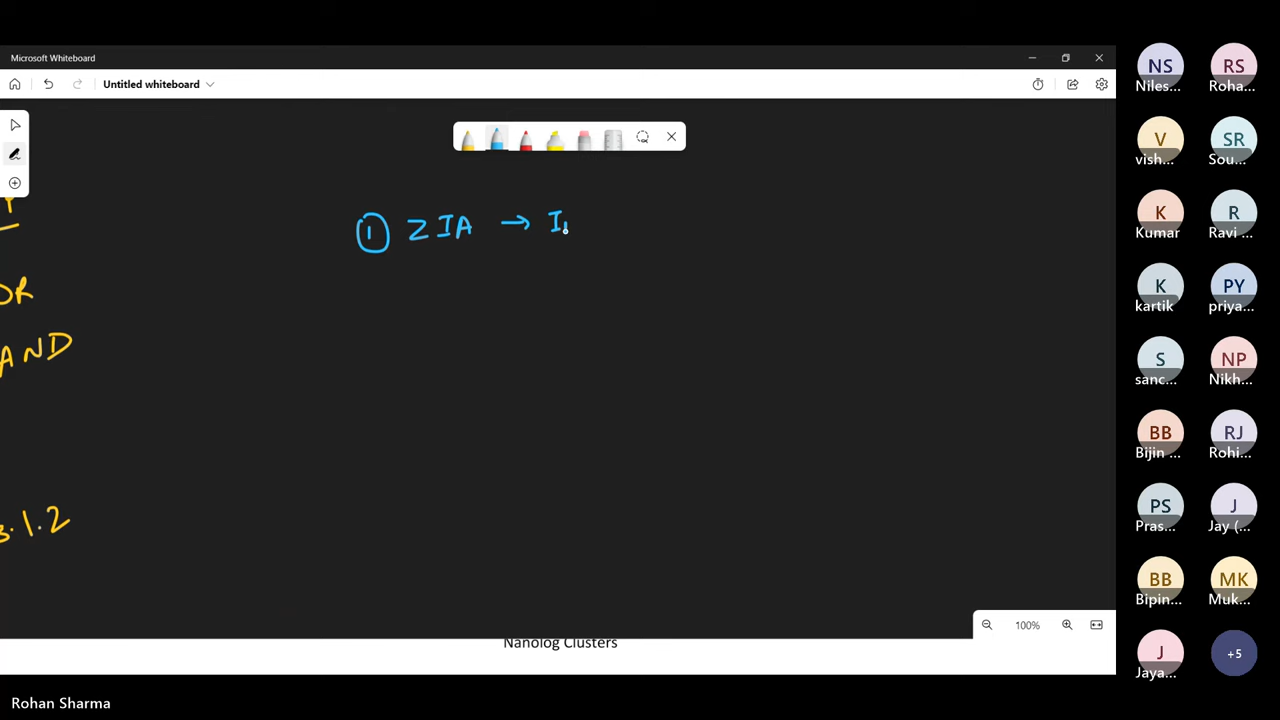 Microsoft Whiteboard
Untitled whiteboard
① ZIA → I
OR
AND
.1.2
100%
Nanolog Clusters
NS
Niles...
RS
Roha...
V
vish...
SR
Sou...
K
Kumar
R
Ravi ...
K
kartik
PY
priya...
S
sanc...
NP
Nikh...
BB
Bijin ...
RJ
Rohi...
PS
Pras...
J
Jay (...
BB
Bipin...
MK
Muk...
J
Jaya...
+5
Rohan Sharma